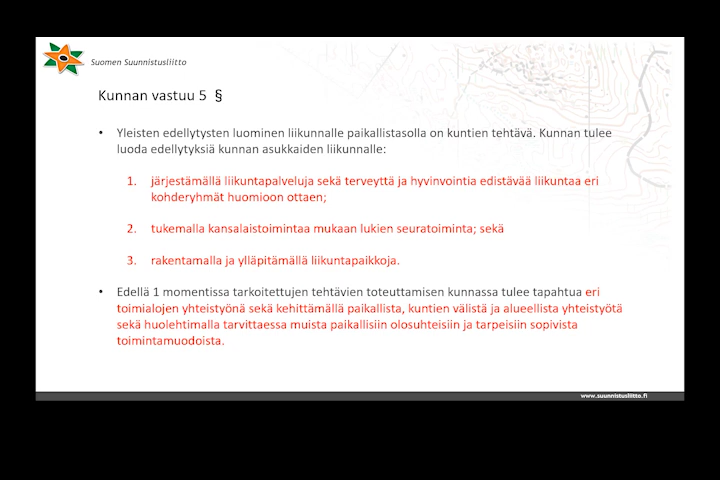 Suomen Suunnistusliitto
Kunnan vastuu 5 §
• Yleisten edellytysten luominen liikunnalle paikallistasolla on kuntien tehtävä. Kunnan tulee
luoda edellytyksiä kunnan asukkaiden liikunnalle:
1. järjestämällä liikuntapalveluja sekä terveyttä ja hyvinvointia edistävää liikuntaa eri
kohderyhmät huomioon ottaen;
2. tukemalla kansalaistoimintaa mukaan lukien seuratoiminta; sekä
3. rakentamalla ja ylläpitämällä liikuntapaikkoja.
• Edellä 1 momentissa tarkoitettujen tehtävien toteuttamisen kunnassa tulee tapahtua eri
toimialojen yhteistyönä sekä kehittämällä paikallista, kuntien välistä ja alueellista yhteistyötä
sekä huolehtimalla tarvittaessa muista paikallisiin olosuhteisiin ja tarpeisiin sopivista
toimintamuodoista.
www.suunnistusliitto.fi